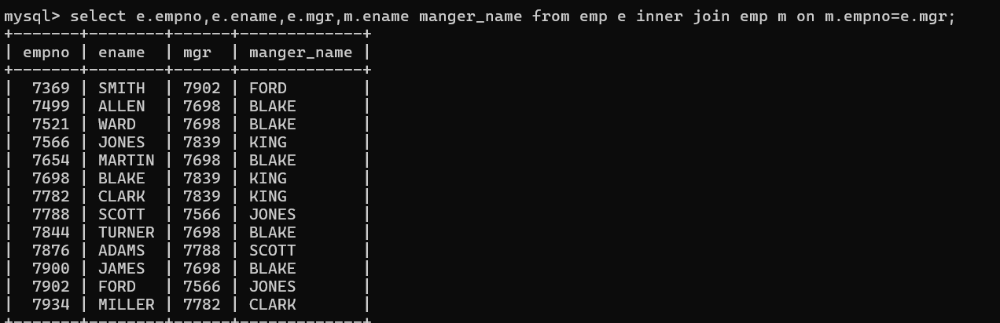 mysql> select e.empno,e.ename,e.mgr,m.ename manger_name from emp e inner join emp m on m.empno=e.mgr;
+-------+--------+------+-------------+
| empno | ename  | mgr  | manger_name |
+-------+--------+------+-------------+
|  7369 | SMITH  | 7902 | FORD        |
|  7499 | ALLEN  | 7698 | BLAKE       |
|  7521 | WARD   | 7698 | BLAKE       |
|  7566 | JONES  | 7839 | KING        |
|  7654 | MARTIN | 7698 | BLAKE       |
|  7698 | BLAKE  | 7839 | KING        |
|  7782 | CLARK  | 7839 | KING        |
|  7788 | SCOTT  | 7566 | JONES       |
|  7844 | TURNER | 7698 | BLAKE       |
|  7876 | ADAMS  | 7788 | SCOTT       |
|  7900 | JAMES  | 7698 | BLAKE       |
|  7902 | FORD   | 7566 | JONES       |
|  7934 | MILLER | 7782 | CLARK       |
+-------+--------+------+-------------+